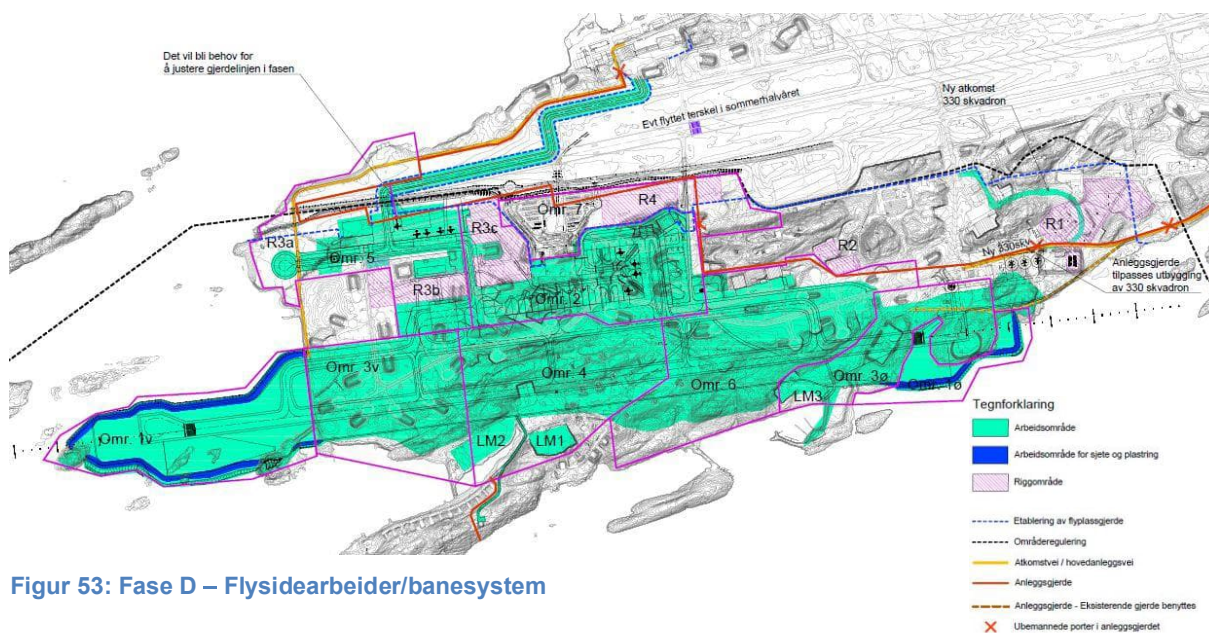 Det vil bli behov for
å justere gjerdelinjen i fasen
Evt flyttet terskel i sommerhalvåret
Ny atkomst
330 skvadron
R3a
Omr. 5
R3c
Omr. 7
R4
R3b
Omr. 2
R2
R1
Ny 330skv
Anleggsgjerde
tilpasses utbygging
av 330 skvadron
Omr. 3v
Omr. 4
Omr. 6
Omr. 3ø
Omr. 1ø
LM3
Omr. 1v
LM2
LM1
Tegnforklaring
Arbeidsområde
Arbeidsområde for sjete og plastring
Riggområde
Etablering av flyplassgjerde
Områderegulering
Atkomstvei / hovedanleggsvei
Anleggsgjerde
Anleggsgjerde - Eksisterende gjerde benyttes
Ubemannede porter i anleggsgjerdet
Figur 53: Fase D – Flysidearbeider/banesystem